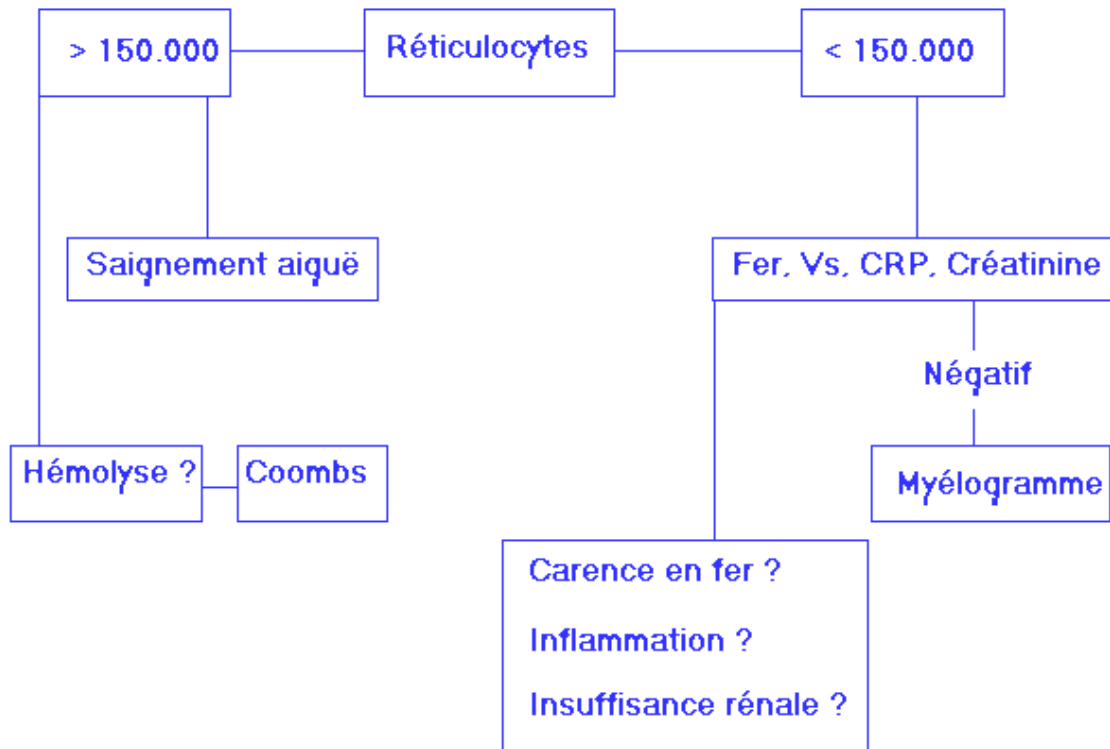 > 150.000
Réticulocytes
< 150.000
Saignement aiguë
Fer, Vs, CRP, Créatinine
Négatif
Hémolyse ?
Coombs
Myélogramme
Carence en fer ?
Inflammation ?
Insuffisance rénale ?